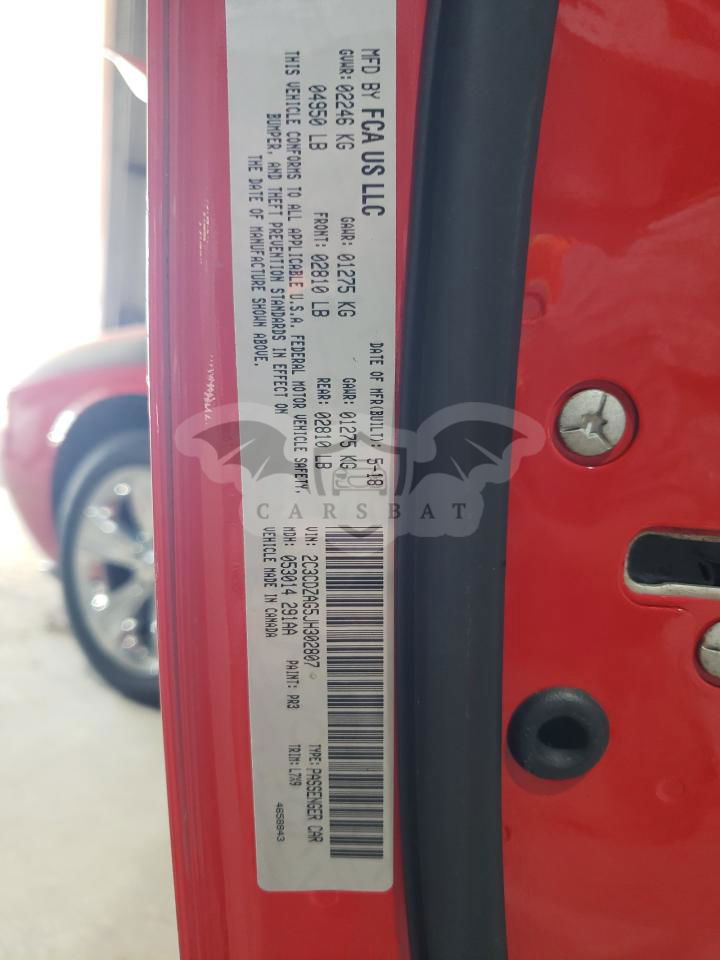 MFD BY FCA US LLC
DATE OF MFR(BUILT): 5-18
GVWR: 02246 KG
GAWR: 01275 KG
GAWR: 01275 KG
04950 LB
FRONT: 02810 LB
REAR: 02810 LB
THIS VEHICLE CONFORMS TO ALL APPLICABLE U.S.A. FEDERAL MOTOR VEHICLE SAFETY,
BUMPER, AND THEFT PREVENTION STANDARDS IN EFFECT ON
THE DATE OF MANUFACTURE SHOWN ABOVE.
VIN: 2C3CDZAG5JH302807
TYPE: PASSENGER CAR
MDH: 053014 291AA
PAINT: PR3
TRIM: L7X9
VEHICLE MADE IN CANADA
4658843
CARSBAT